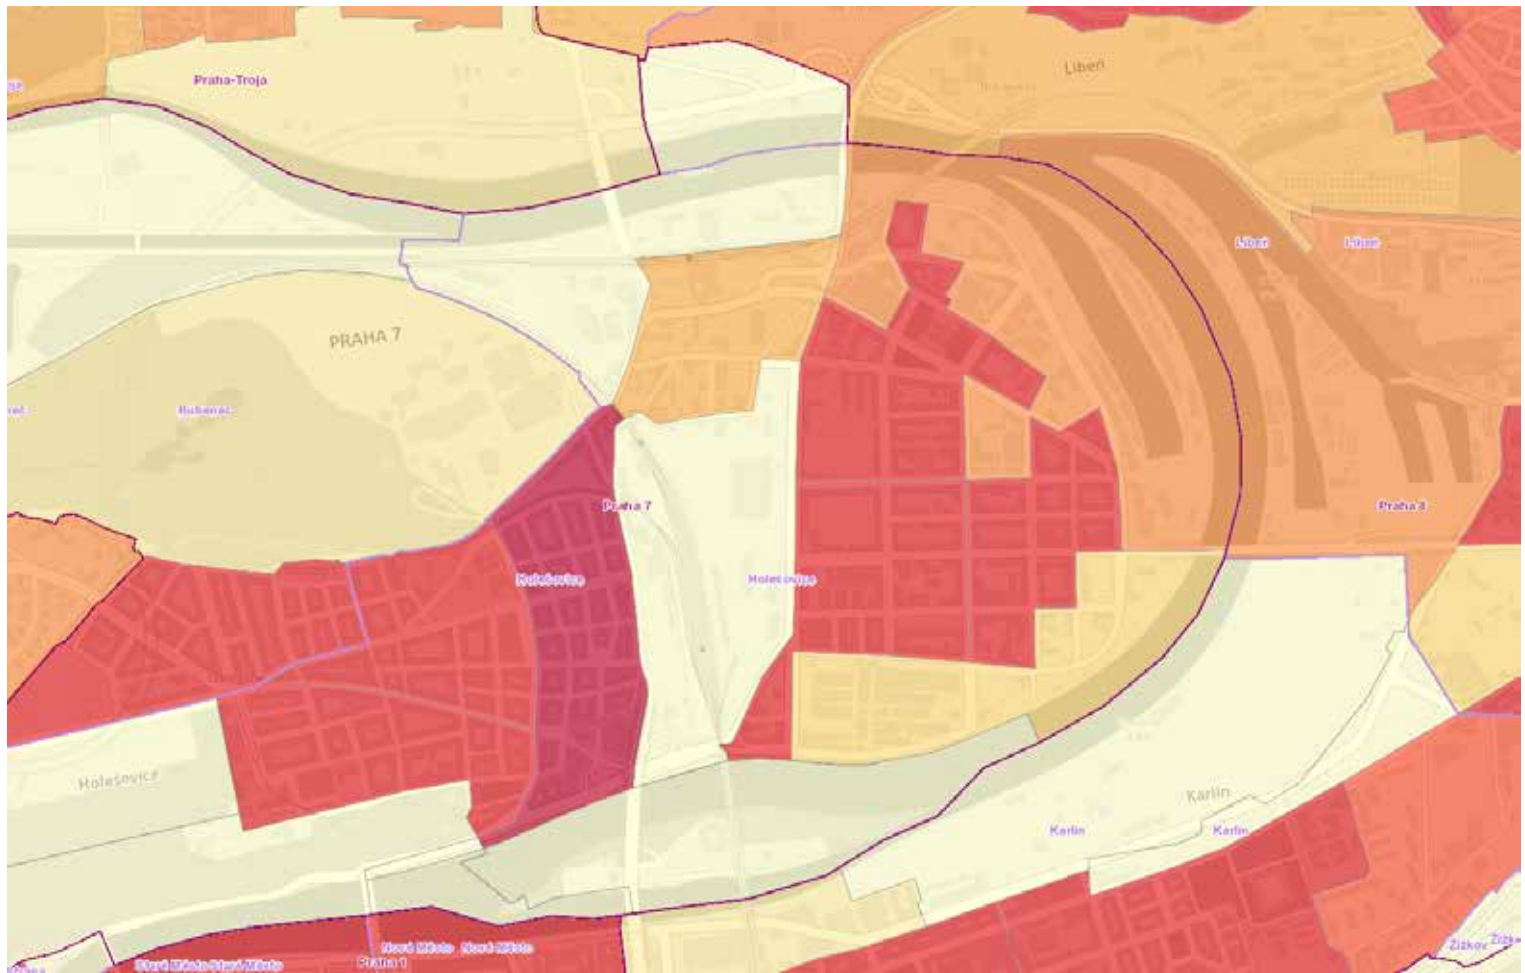 Praha-Troja
Libeň
Libeň
Libeň
PRAHA 7
Bubeneč
Praha 7
Praha 8
Holešovice
Holešovice
Holešovice
Karlín
Karlín
Karlín
Nové Město Nové Město
Staré Město Staré Město
Praha 1
Žižkov